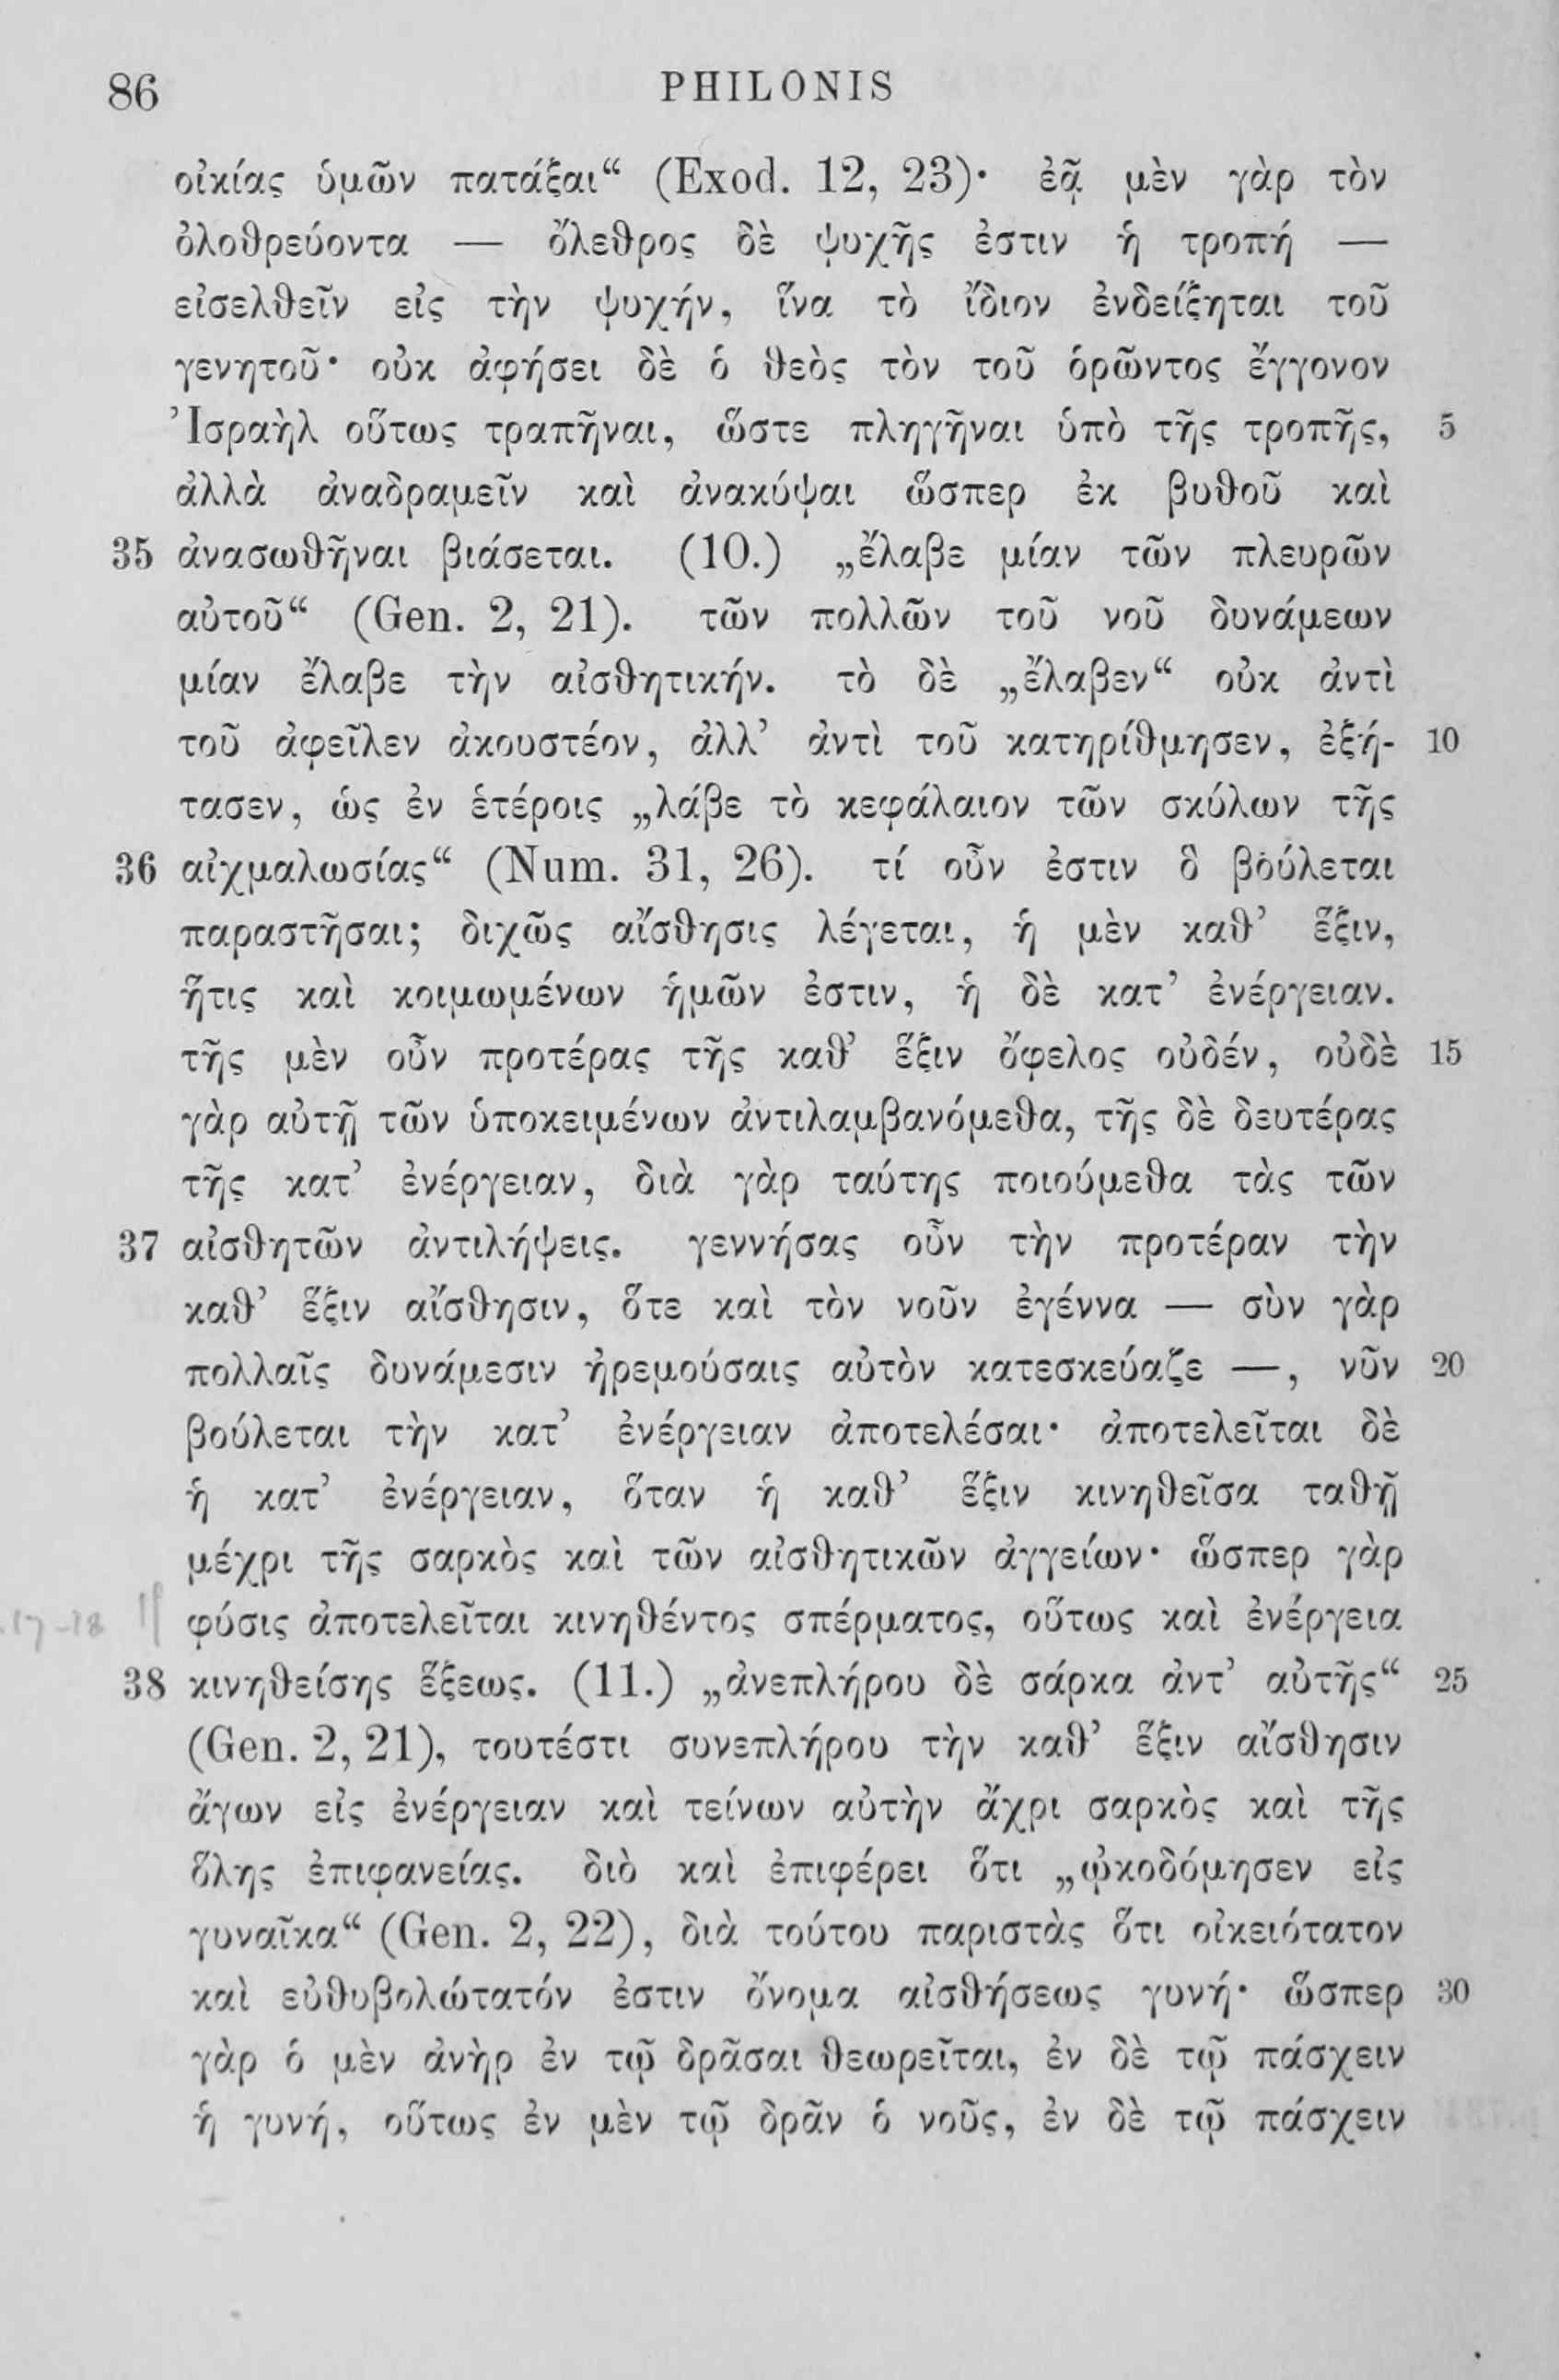 86 PHILONIS
οἰκίας ὑμῶν πατάξαι“ (Exod. 12, 23)· ἐᾷ μὲν γὰρ τὸν
ὀλοθρεύοντα — ὄλεθρος δὲ ψυχῆς ἐστιν ἡ τροπή —
εἰσελθεῖν εἰς τὴν ψυχήν, ἵνα τὸ ἴδιον ἐνδείξηται τοῦ
γενητοῦ· οὐκ ἀφήσει δὲ ὁ θεὸς τὸν τοῦ ὁρῶντος ἔγγονον
Ἰσραὴλ οὕτως τραπῆναι, ὥστε πληγῆναι ὑπὸ τῆς τροπῆς, 5
ἀλλὰ ἀναδραμεῖν καὶ ἀνακύψαι ὥσπερ ἐκ βυθοῦ καὶ
35 ἀνασωθῆναι βιάσεται. (10.) „ἔλαβε μίαν τῶν πλευρῶν
αὐτοῦ“ (Gen. 2, 21). τῶν πολλῶν τοῦ νοῦ δυνάμεων
μίαν ἔλαβε τὴν αἰσθητικήν. τὸ δὲ „ἔλαβεν“ οὐκ ἀντὶ
τοῦ ἀφεῖλεν ἀκουστέον, ἀλλ’ ἀντὶ τοῦ κατηρίθμησεν, ἐξή- 10
τασεν, ὡς ἐν ἑτέροις „λάβε τὸ κεφάλαιον τῶν σκύλων τῆς
36 αἰχμαλωσίας“ (Num. 31, 26). τί οὖν ἐστιν ὃ βούλεται
παραστῆσαι; διχῶς αἴσθησις λέγεται, ἡ μὲν καθ’ ἕξιν,
ἥτις καὶ κοιμωμένων ἡμῶν ἐστιν, ἡ δὲ κατ’ ἐνέργειαν.
τῆς μὲν οὖν προτέρας τῆς καθ’ ἕξιν ὄφελος οὐδέν, οὐδὲ 15
γὰρ αὐτῇ τῶν ὑποκειμένων ἀντιλαμβανόμεθα, τῆς δὲ δευτέρας
τῆς κατ’ ἐνέργειαν, διὰ γὰρ ταύτης ποιούμεθα τὰς τῶν
37 αἰσθητῶν ἀντιλήψεις. γεννήσας οὖν τὴν προτέραν τὴν
καθ’ ἕξιν αἴσθησιν, ὅτε καὶ τὸν νοῦν ἐγέννα — σὺν γὰρ
πολλαῖς δυνάμεσιν ἠρεμούσαις αὐτὸν κατεσκεύαζε —, νῦν 20
βούλεται τὴν κατ’ ἐνέργειαν ἀποτελέσαι· ἀποτελεῖται δὲ
ἡ κατ’ ἐνέργειαν, ὅταν ἡ καθ’ ἕξιν κινηθεῖσα ταθῇ
μέχρι τῆς σαρκὸς καὶ τῶν αἰσθητικῶν ἀγγείων· ὥσπερ γὰρ
.17-18 φύσις ἀποτελεῖται κινηθέντος σπέρματος, οὕτως καὶ ἐνέργεια
38 κινηθείσης ἕξεως. (11.) „ἀνεπλήρου δὲ σάρκα ἀντ’ αὐτῆς“ 25
(Gen. 2, 21), τουτέστι συνεπλήρου τὴν καθ’ ἕξιν αἴσθησιν
ἄγων εἰς ἐνέργειαν καὶ τείνων αὐτὴν ἄχρι σαρκὸς καὶ τῆς
ὅλης ἐπιφανείας. διὸ καὶ ἐπιφέρει ὅτι „ᾠκοδόμησεν εἰς
γυναῖκα“ (Gen. 2, 22), διὰ τούτου παριστὰς ὅτι οἰκειότατον
καὶ εὐθυβολώτατόν ἐστιν ὄνομα αἰσθήσεως γυνή· ὥσπερ 30
γὰρ ὁ μὲν ἀνὴρ ἐν τῷ δρᾶσαι θεωρεῖται, ἐν δὲ τῷ πάσχειν
ἡ γυνή, οὕτως ἐν μὲν τῷ δρᾶν ὁ νοῦς, ἐν δὲ τῷ πάσχειν